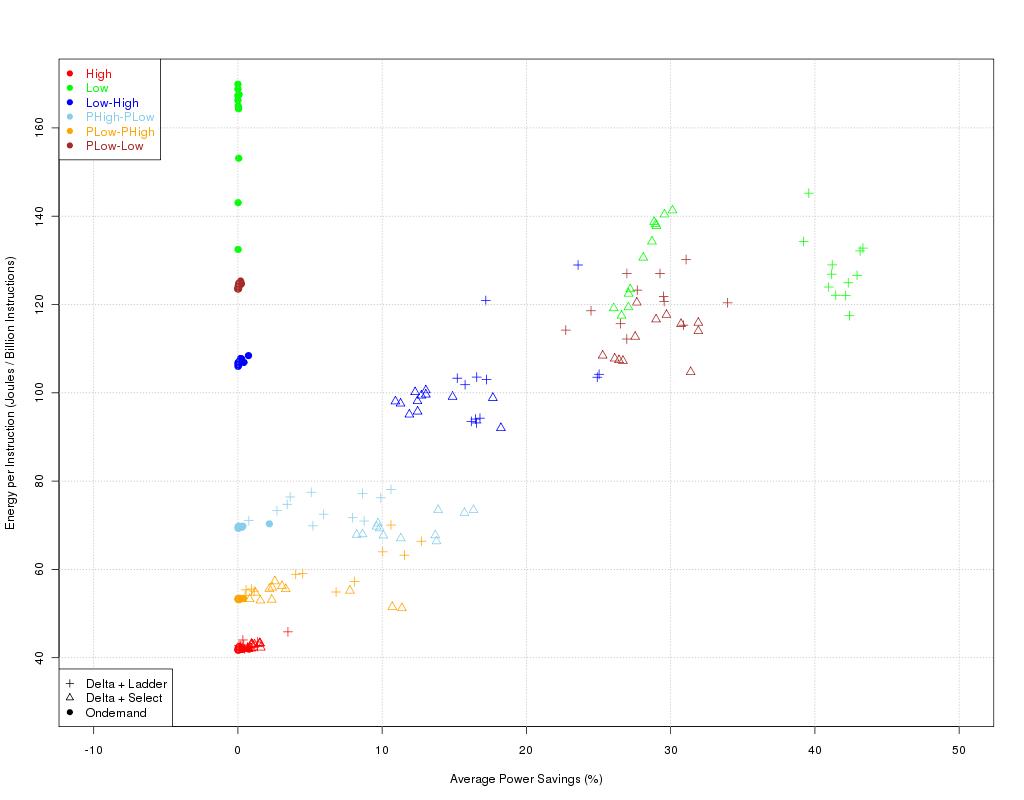 High
Low
Low-High
PHigh-PLow
PLow-PHigh
PLow-Low
160
140
120
100
80
60
40
Energy per Instruction (Joules / Billion Instructions)
Delta + Ladder
Delta + Select
Ondemand
-10 0 10 20 30 40 50
Average Power Savings (%)